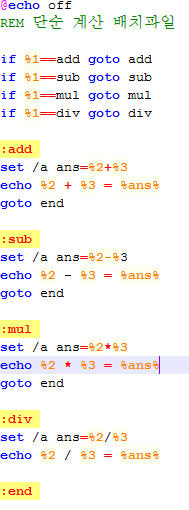 @echo off
REM 단순 계산 배치파일
if %1==add goto add
if %1==sub goto sub
if %1==mul goto mul
if %1==div goto div
:add
set /a ans=%2+%3
echo %2 + %3 = %ans%
goto end
:sub
set /a ans=%2-%3
echo %2 - %3 = %ans%
goto end
:mul
set /a ans=%2*%3
echo %2 * %3 = %ans%
goto end
:div
set /a ans=%2/%3
echo %2 / %3 = %ans%
:end